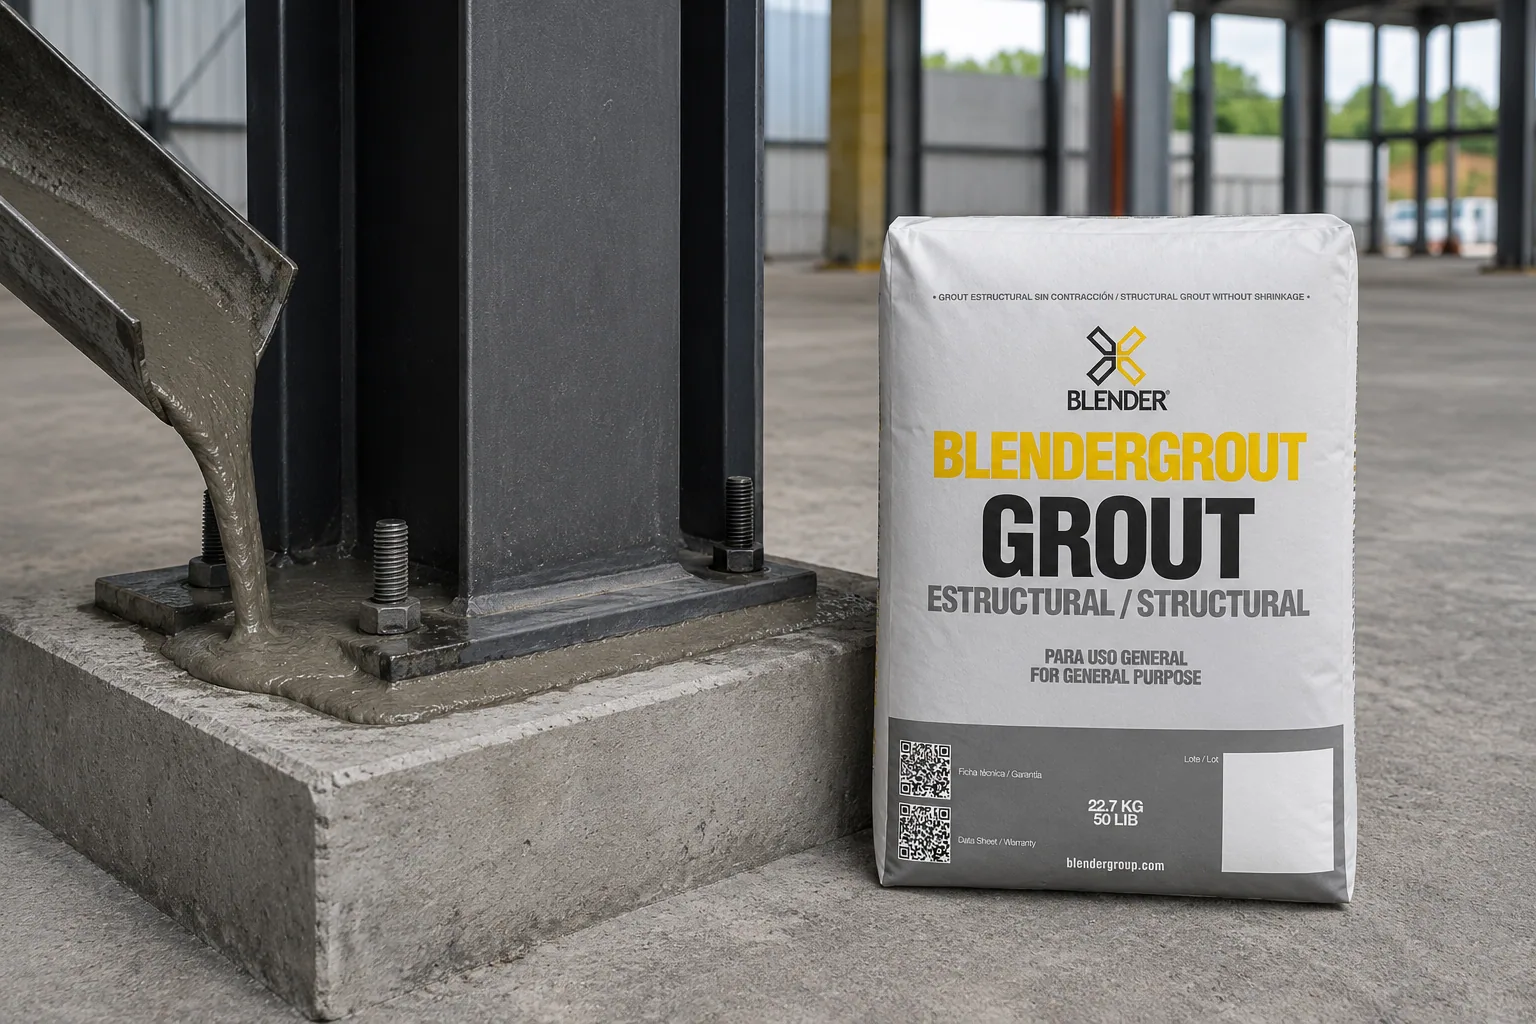 • GROUT ESTRUCTURAL SIN CONTRACCIÓN / STRUCTURAL GROUT WITHOUT SHRINKAGE •
BLENDER®
BLENDERGROUT
GROUT
ESTRUCTURAL / STRUCTURAL
PARA USO GENERAL
FOR GENERAL PURPOSE
Ficha técnica / Garantía
Lote / Lot
22.7 KG
50 LIB
Data Sheet / Warranty
blendergroup.com